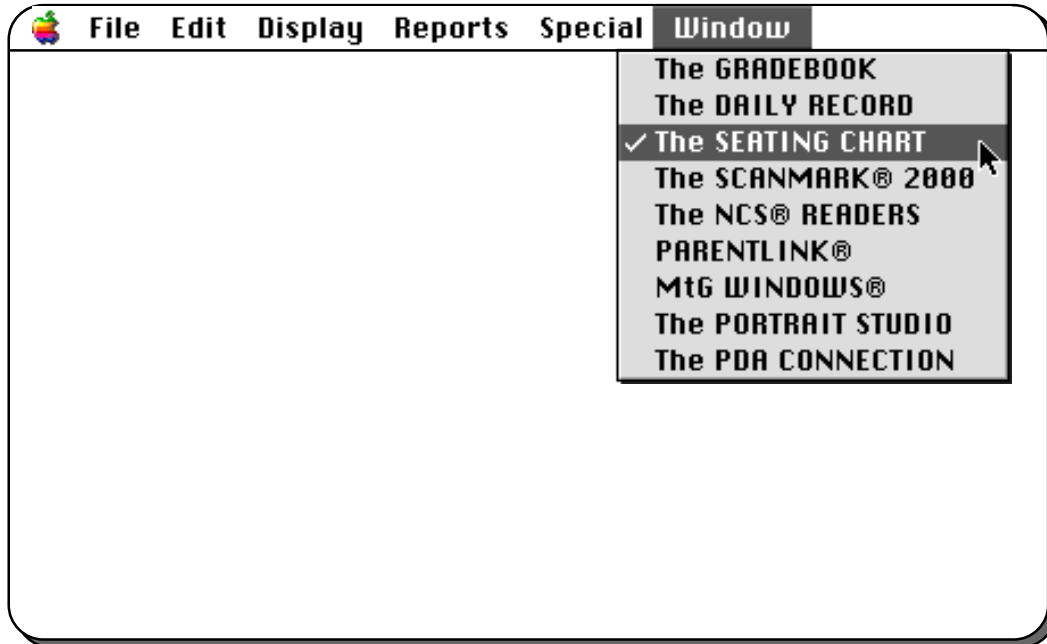 File Edit Display Reports Special Window
The GRADEBOOK
The DAILY RECORD
✓ The SEATING CHART
The SCANMARK® 2000
The NCS® READERS
PARENTLINK®
MtG WINDOWS®
The PORTRAIT STUDIO
The PDA CONNECTION